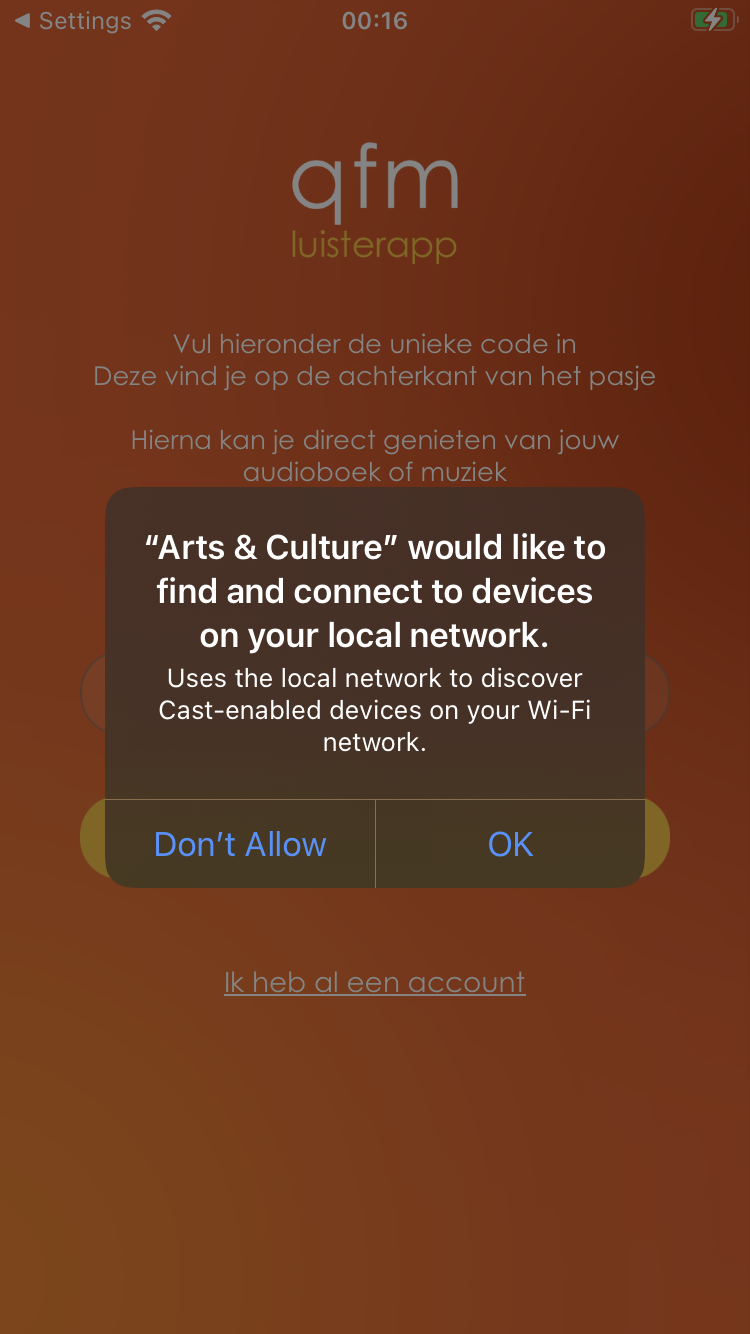 Settings
00:16
qfm
luisterapp
Vul hieronder de unieke code in
Deze vind je op de achterkant van het pasje
Hierna kan je direct genieten van jouw
audioboek of muziek
“Arts & Culture” would like to
find and connect to devices
on your local network.
Uses the local network to discover
Cast-enabled devices on your Wi-Fi
network.
Don’t Allow
OK
Ik heb al een account